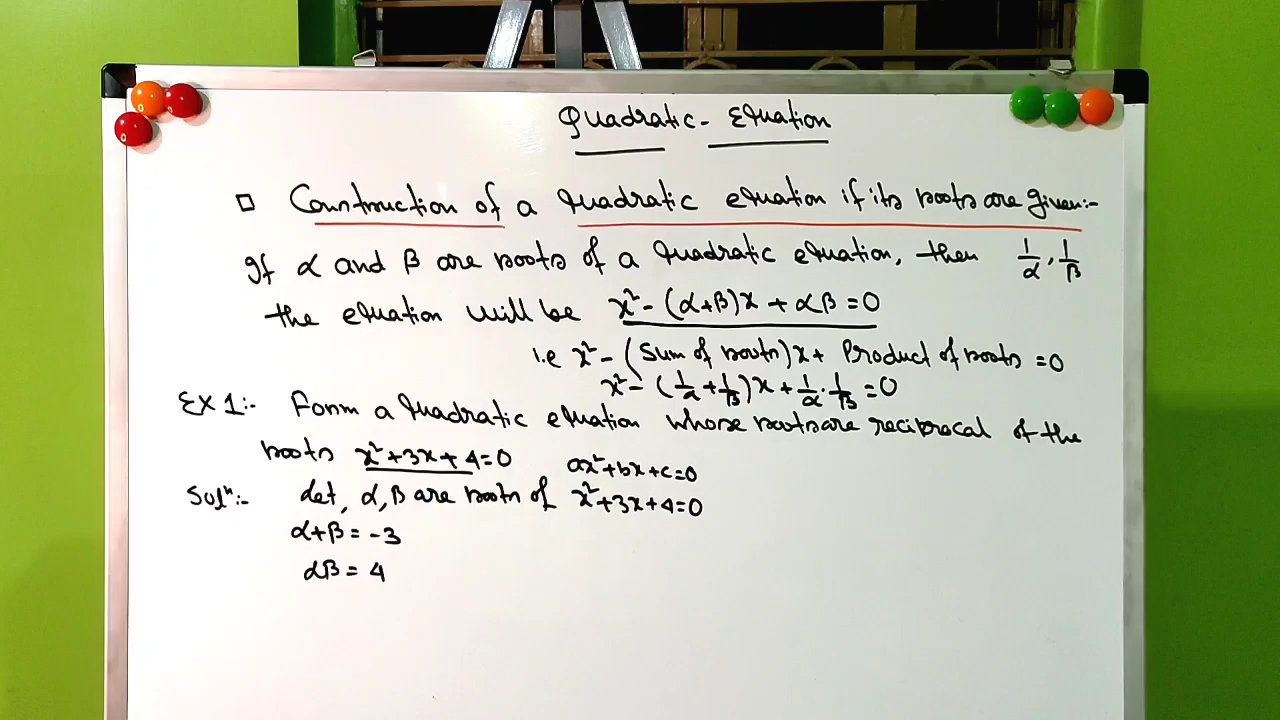 Quadratic- Equation
□ Construction of a Quadratic equation if its roots are given:-
If α and β are roots of a Quadratic equation, then 1/α, 1/β
the equation will be x² - (α+β)x + αβ = 0
i.e x² - (Sum of roots)x + Product of roots = 0
x² - (1/α + 1/β)x + 1/α · 1/β = 0
Ex 1:- Form a Quadratic equation whose roots are reciprocal of the
roots x² + 3x + 4 = 0 ax² + bx + c = 0
Solⁿ:- Let, α, β are roots of x² + 3x + 4 = 0
α + β = -3
αβ = 4